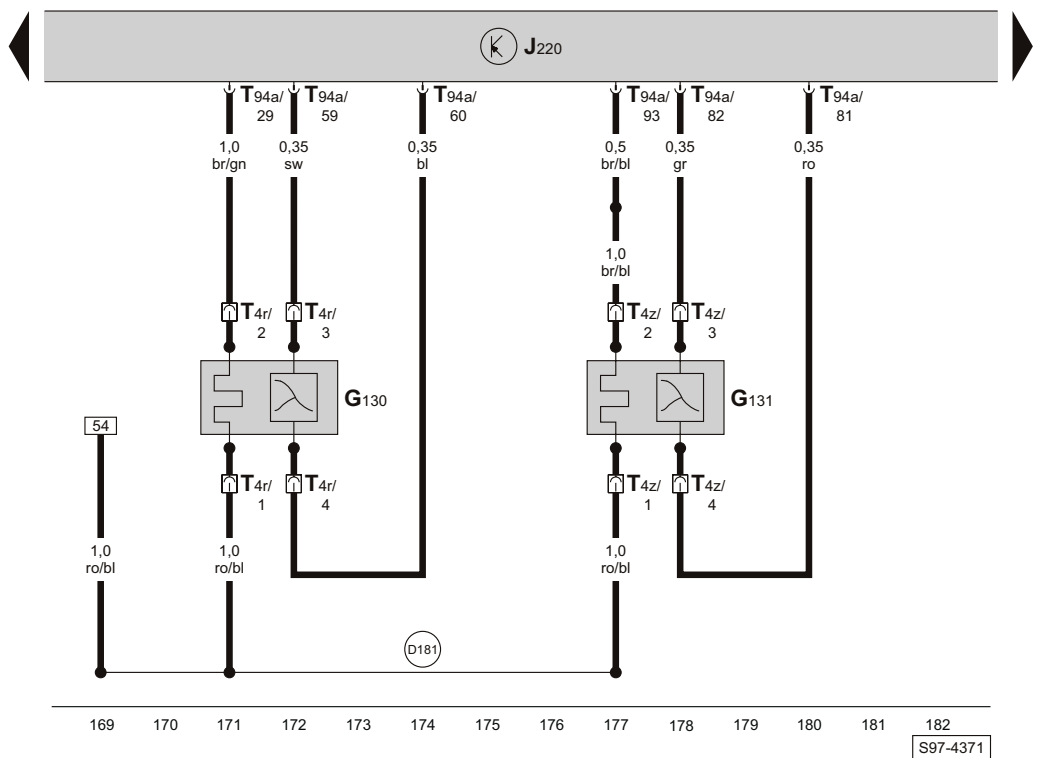 J220
T94a/ T94a/ T94a/ T94a/ T94a/ T94a/
29 59 60 93 82 81
1,0 0,35 0,35 0,5 0,35 0,35
br/gn sw bl br/bl gr ro
1,0
br/bl
T4r/ T4r/ T4z/ T4z/
2 3 2 3
G130 G131
54
T4r/ T4r/ T4z/ T4z/
1 4 1 4
1,0 1,0 1,0
ro/bl ro/bl ro/bl
D181
169 170 171 172 173 174 175 176 177 178 179 180 181 182
S97-4371